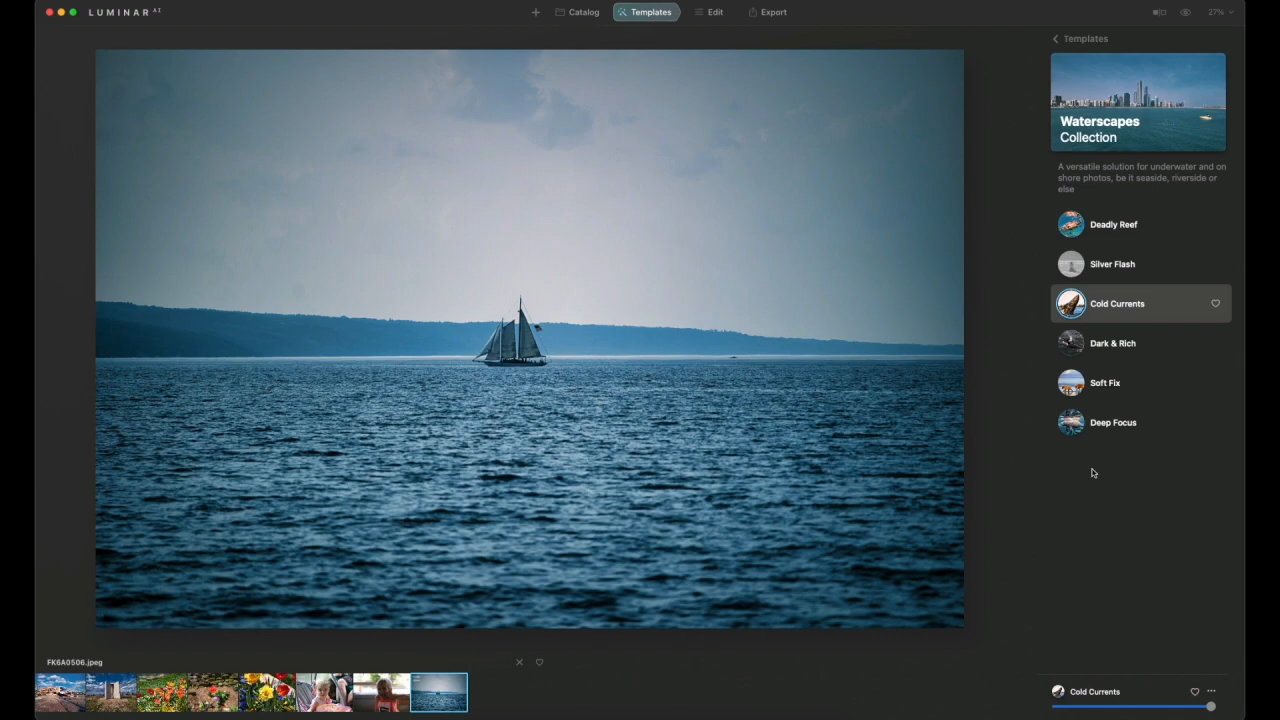 LUMINAR AI
Catalog
Templates
Edit
Export
27%
Templates
Waterscapes
Collection
A versatile solution for underwater and on
shore photos, be it seaside, riverside or
else
Deadly Reef
Silver Flash
Cold Currents
Dark & Rich
Soft Fix
Deep Focus
FK6A0506.jpeg
Cold Currents